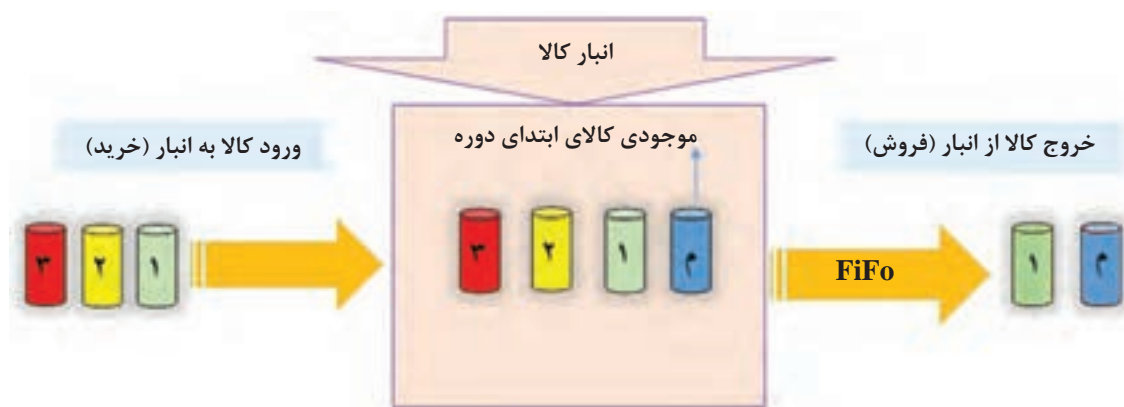 انبار کالا
موجودی کالای ابتدای دوره
خروج کالا از انبار (فروش)
ورود کالا به انبار (خرید)
م
۱
FiFo
م
۱
۲
۳
۱
۲
۳